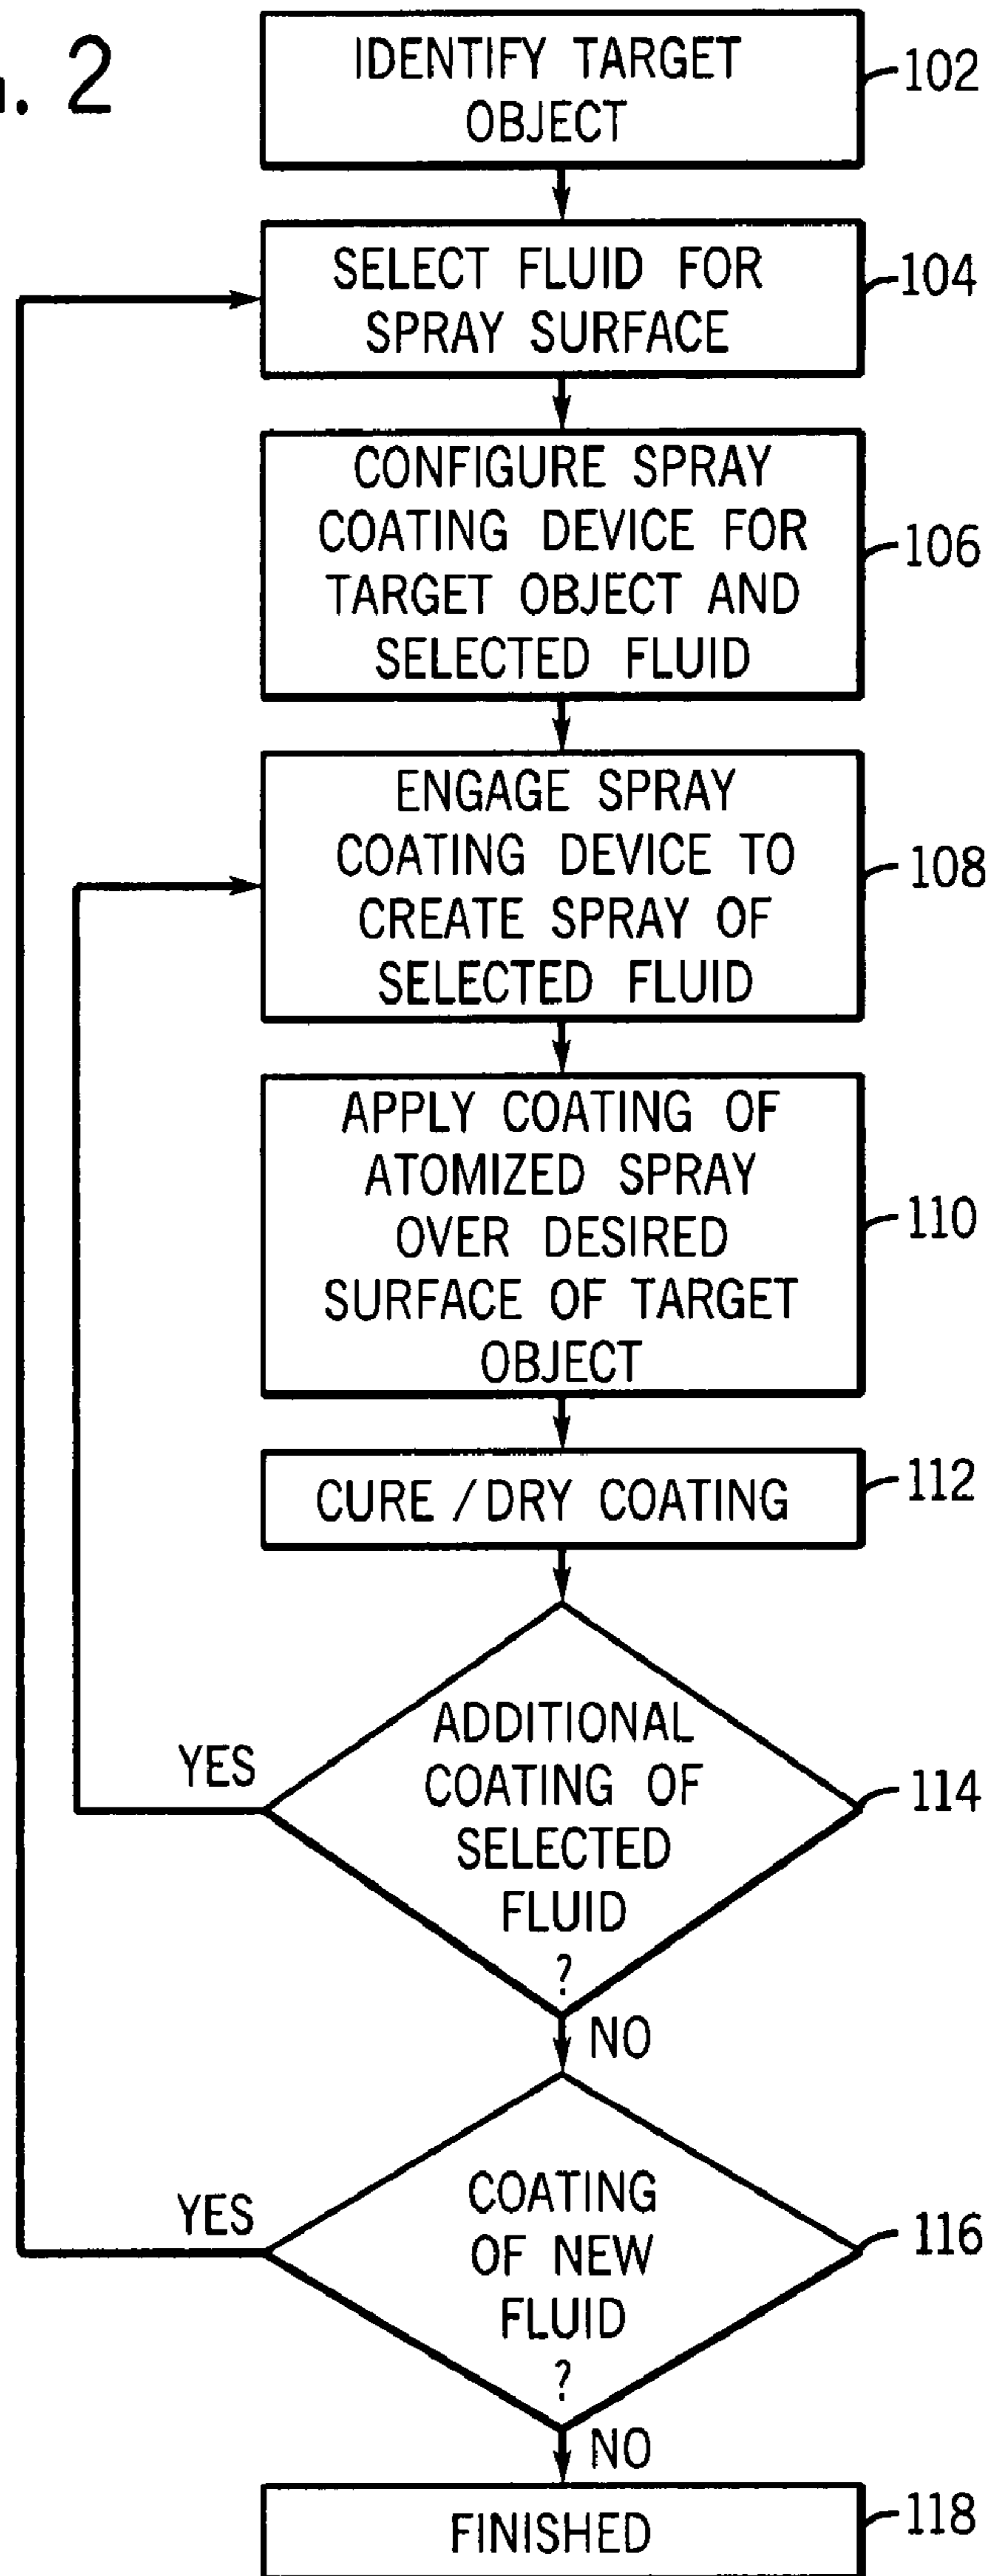 . 2
IDENTIFY TARGET
OBJECT
102
SELECT FLUID FOR
SPRAY SURFACE
104
CONFIGURE SPRAY
COATING DEVICE FOR
TARGET OBJECT AND
SELECTED FLUID
106
ENGAGE SPRAY
COATING DEVICE TO
CREATE SPRAY OF
SELECTED FLUID
108
APPLY COATING OF
ATOMIZED SPRAY
OVER DESIRED
SURFACE OF TARGET
OBJECT
110
CURE / DRY COATING
112
YES
ADDITIONAL
COATING OF
SELECTED
FLUID
?
114
NO
YES
COATING
OF NEW
FLUID
?
116
NO
FINISHED
118